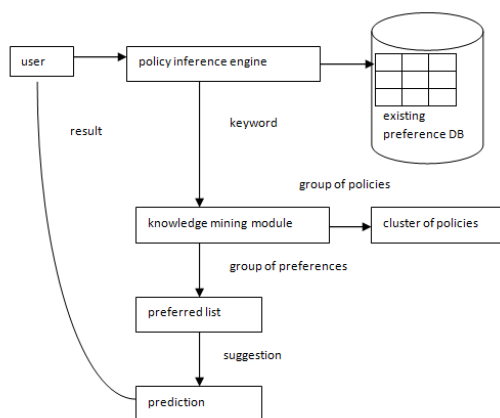 user
policy inference engine
existing
preference DB
result
keyword
group of policies
knowledge mining module
cluster of policies
group of preferences
preferred list
suggestion
prediction